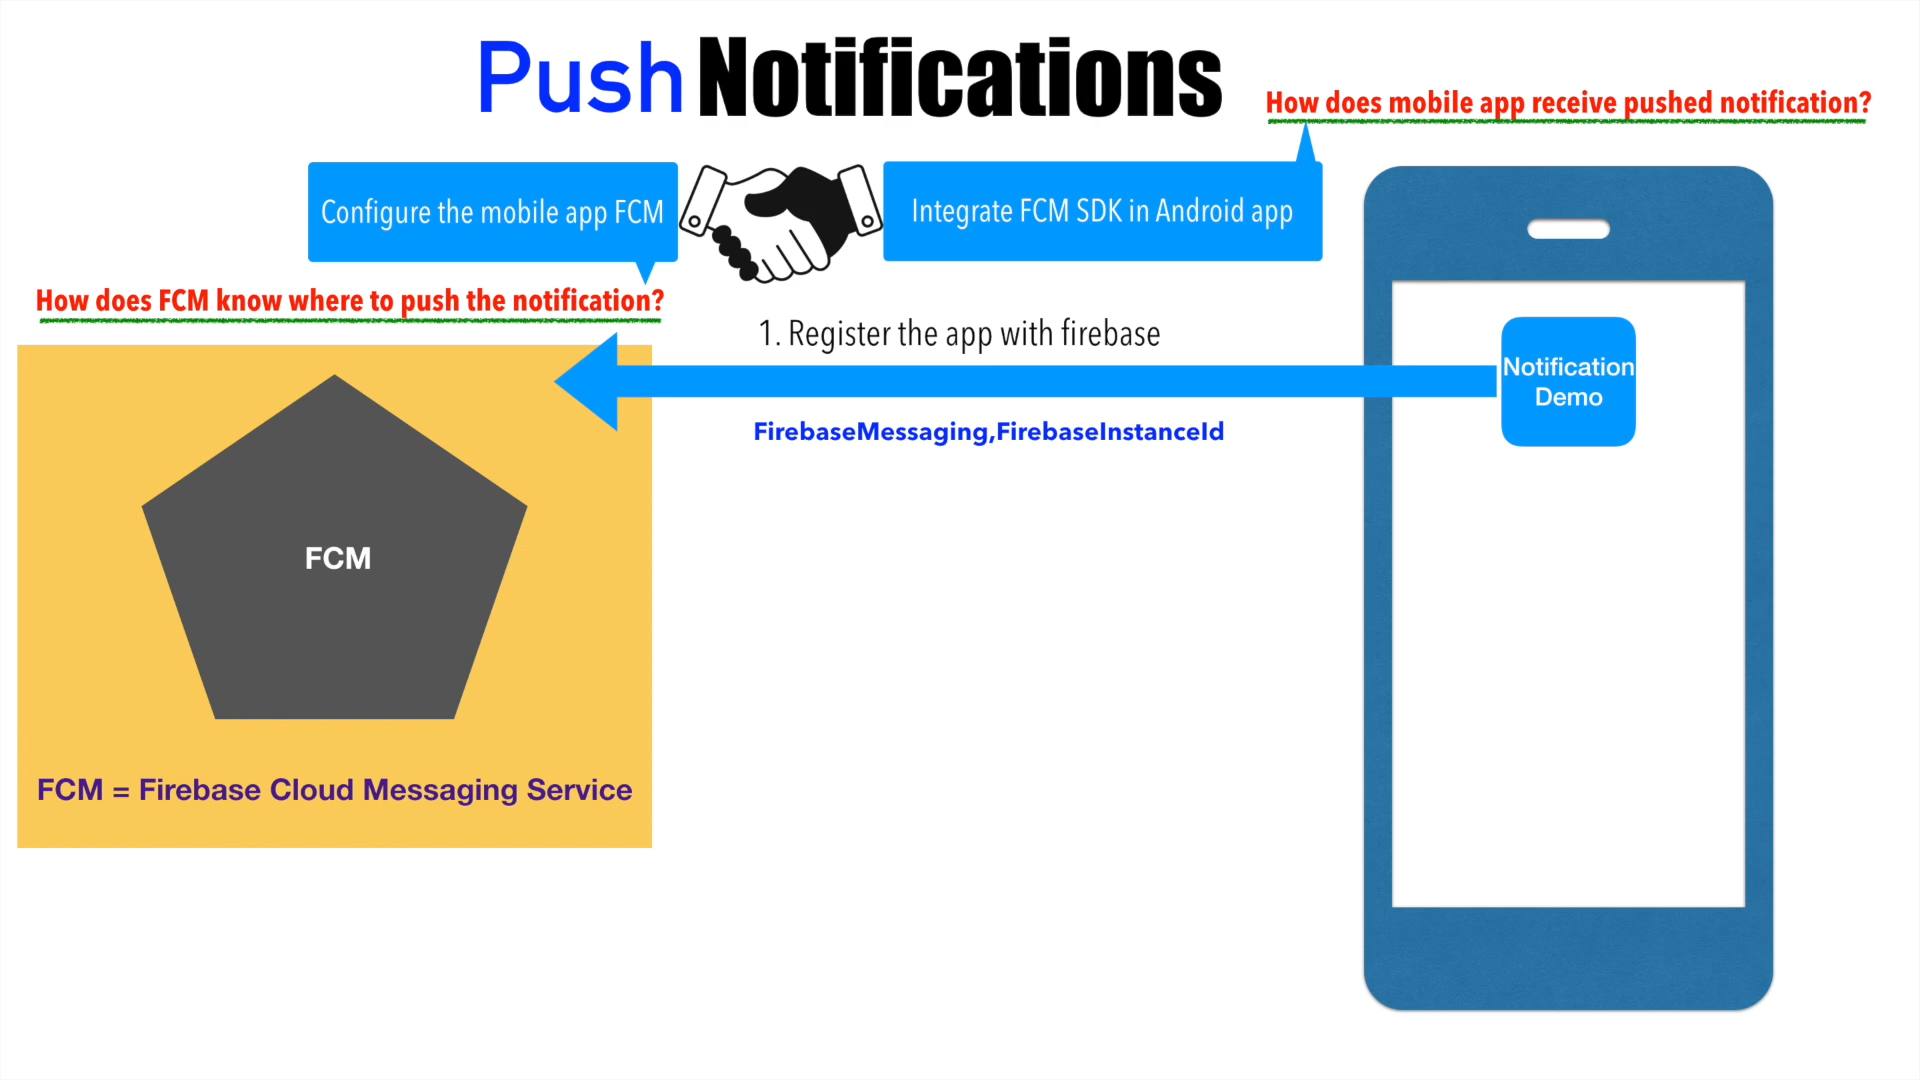 Push Notifications
How does mobile app receive pushed notification?
Configure the mobile app FCM
Integrate FCM SDK in Android app
How does FCM know where to push the notification?
1. Register the app with firebase
FirebaseMessaging,FirebaseInstanceId
Notification
Demo
FCM
FCM = Firebase Cloud Messaging Service